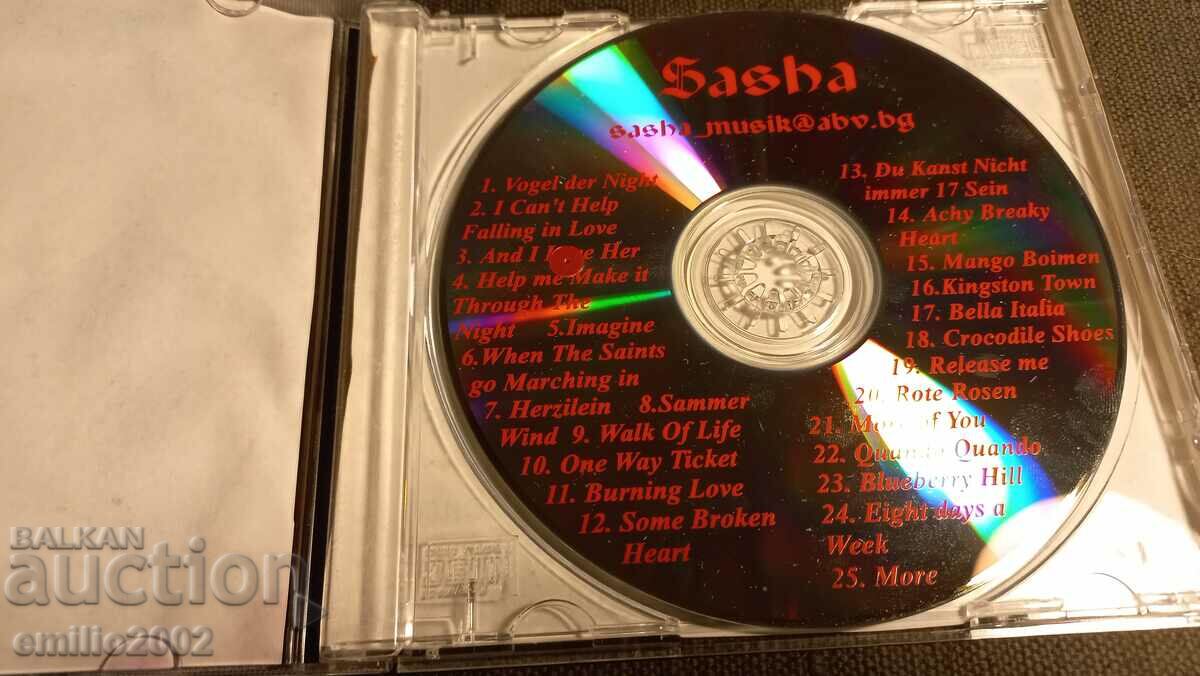 Sasha
sasha_musik@abv.bg
1. Vogel der Night
2. I Can't Help
Falling in Love
3. And I Her
4. Help me Make it
Through The
Night 5.Imagine
6.When The Saints
go Marching in
7. Herzilein 8.Sammer
Wind 9. Walk Of Life
10. One Way Ticket
11. Burning Love
12. Some Broken
Heart
13. Du Kanst Nicht
immer 17 Sein
14. Achy Breaky
Heart
15. Mango Boimen
16.Kingston Town
17. Bella Italia
18. Crocodile Shoes
19. Release me
20. Rote Rosen
21. More of You
22. Quando Quando
23. Blueberry Hill
24. Eight days a
Week
25. More
BALKAN
auction
emilie2002